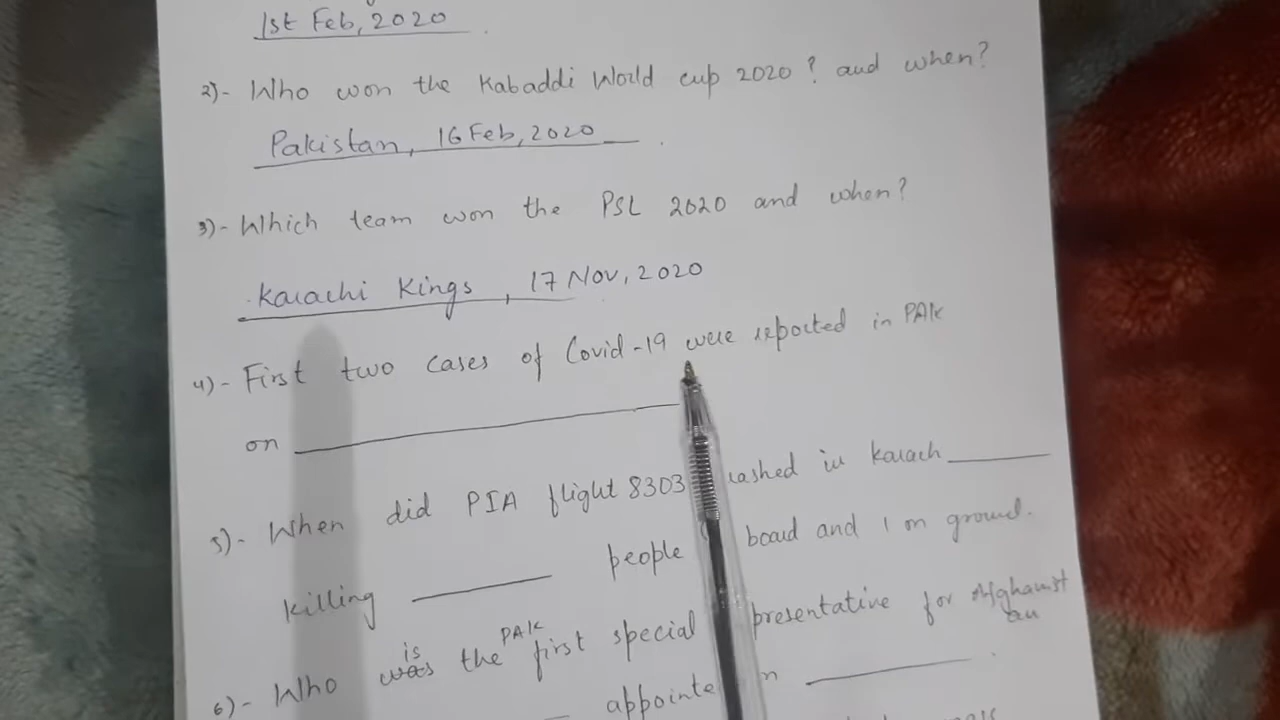 1st Feb, 2020
2)- Who won the Kabaddi World cup 2020? and when?
Pakistan, 16 Feb, 2020
3)- Which team won the PSL 2020 and when?
Karachi Kings, 17 Nov, 2020
4)- First two cases of Covid-19 were reported in PAK
on
5)- When did PIA flight 8303 rashed in Karach
killing people board and 1 on ground.
6)- Who was is the PAK first special presentative for Afghanistan
appointe n